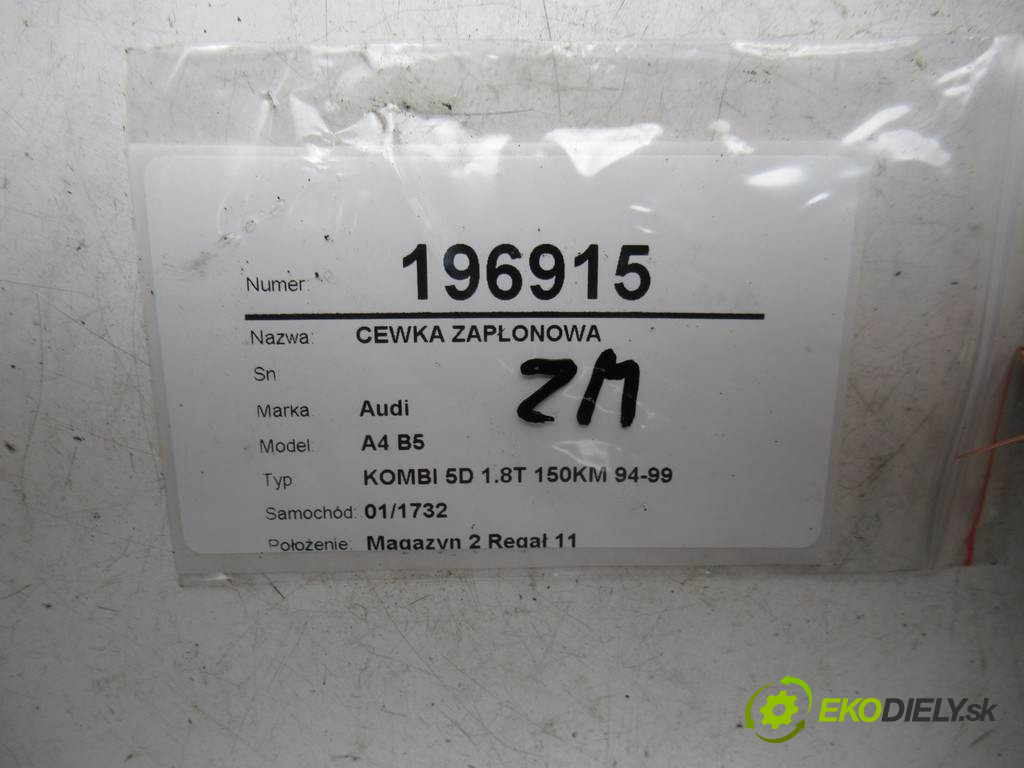 Numer: 196915
Nazwa: CEWKA ZAPŁONOWA
Sn
ZM
Marka Audi
Model: A4 B5
Typ KOMBI 5D 1.8T 150KM 94-99
Samochód: 01/1732
Położenie: Magazyn 2 Regał 11
EKODIELY.sk